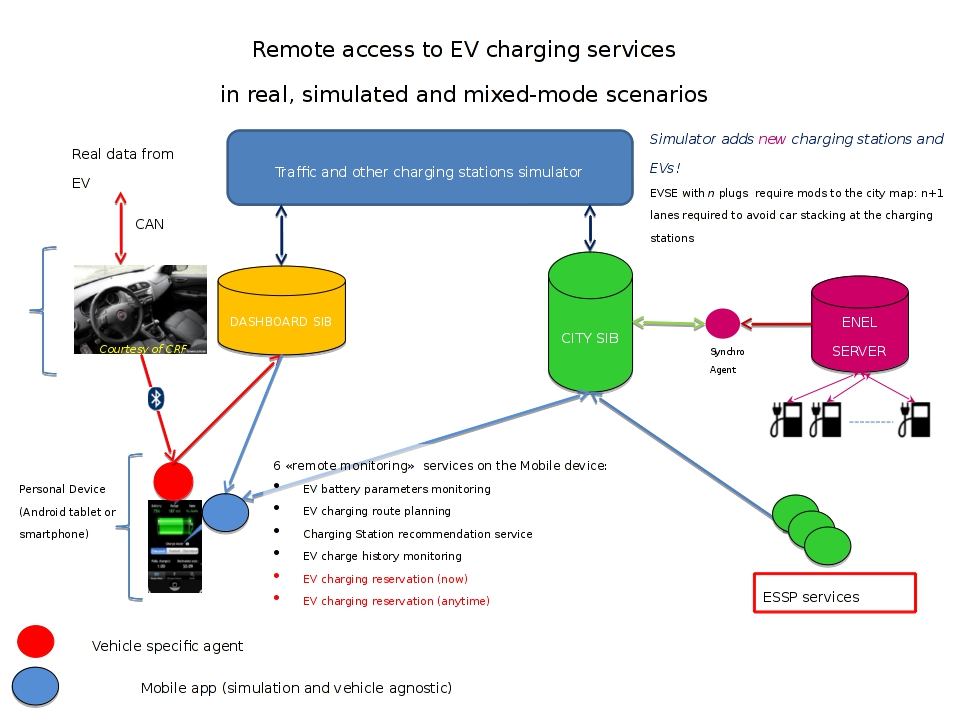 Remote access to EV charging services
in real, simulated and mixed-mode scenarios
Real data from
EV
CAN
Traffic and other charging stations simulator
Simulator adds new charging stations and
EVs!
EVSE with n plugs require mods to the city map: n+1
lanes required to avoid car stacking at the charging
stations
Courtesy of CRF
DASHBOARD SIB
CITY SIB
Synchro
Agent
ENEL
SERVER
Personal Device
(Android tablet or
smartphone)
6 «remote monitoring» services on the Mobile device:
• EV battery parameters monitoring
• EV charging route planning
• Charging Station recommendation service
• EV charge history monitoring
• EV charging reservation (now)
• EV charging reservation (anytime)
ESSP services
Vehicle specific agent
Mobile app (simulation and vehicle agnostic)